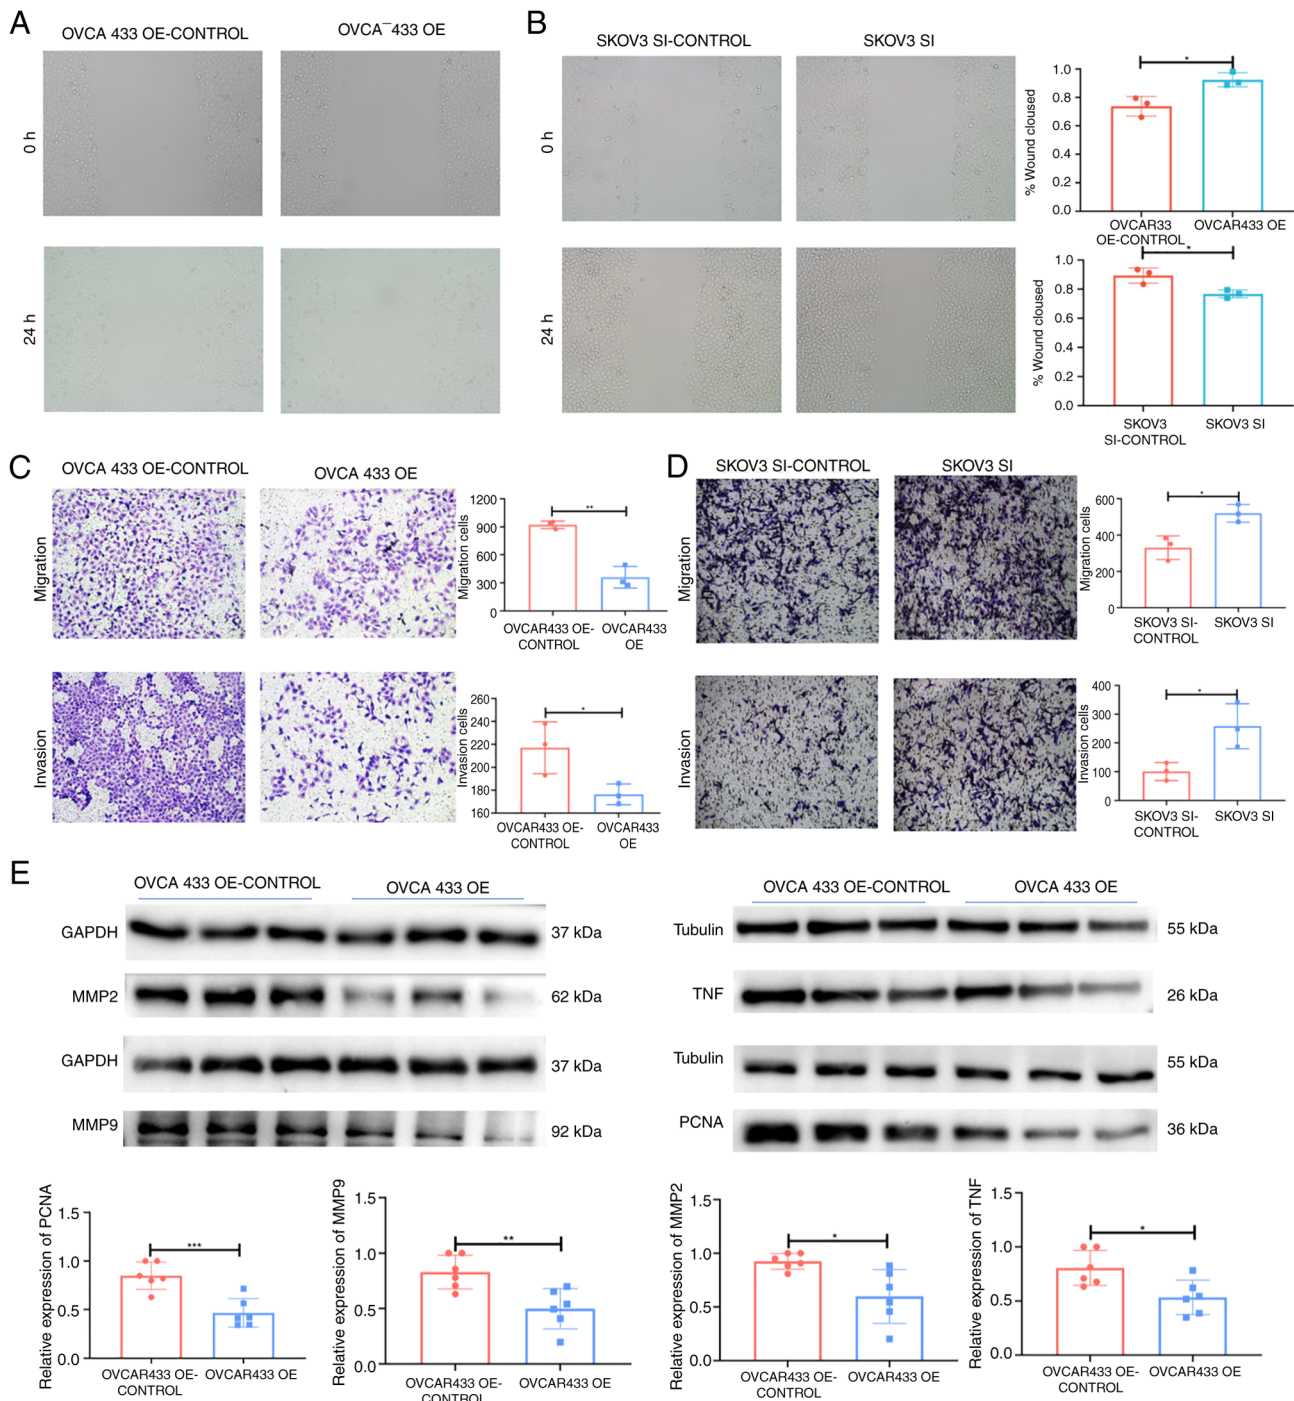 A
OVCA 433 OE-CONTROL
OVCA¯433 OE
0 h
24 h
B
SKOV3 SI-CONTROL
SKOV3 SI
0 h
24 h
% Wound cloused
1.0
0.8
0.6
0.4
0.2
0.0
*
OVCAR33
OE-CONTROL
OVCAR433 OE
% Wound cloused
1.0
0.8
0.6
0.4
0.2
0.0
*
SKOV3
SI-CONTROL
SKOV3 SI
C
OVCA 433 OE-CONTROL
OVCA 433 OE
Migration
Migration cells
1200
900
600
300
0
**
OVCAR433 OE-
CONTROL
OVCAR433
OE
Invasion
Invasion cells
260
240
220
200
180
160
*
OVCAR433 OE-
CONTROL
OVCAR433
OE
D
SKOV3 SI-CONTROL
SKOV3 SI
Migration
Migration cells
600
400
200
0
*
SKOV3 SI-
CONTROL
SKOV3 SI
Invasion
Invasion cells
400
300
200
100
0
*
SKOV3 SI-
CONTROL
SKOV3 SI
E
OVCA 433 OE-CONTROL
OVCA 433 OE
GAPDH
37 kDa
MMP2
62 kDa
GAPDH
37 kDa
MMP9
92 kDa
OVCA 433 OE-CONTROL
OVCA 433 OE
Tubulin
55 kDa
TNF
26 kDa
Tubulin
55 kDa
PCNA
36 kDa
Relative expression of PCNA
1.5
1.0
0.5
0.0
***
OVCAR433 OE-
CONTROL
OVCAR433 OE
Relative expression of MMP9
1.5
1.0
0.5
0.0
**
OVCAR433 OE-
CONTROL
OVCAR433 OE
Relative expression of MMP2
1.5
1.0
0.5
0.0
*
OVCAR433 OE-
CONTROL
OVCAR433 OE
Relative expression of TNF
1.5
1.0
0.5
0.0
*
OVCAR433 OE-
CONTROL
OVCAR433 OE